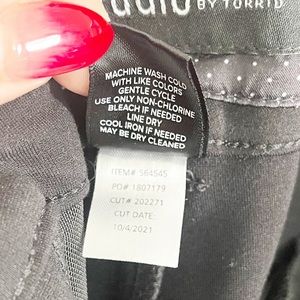 BY TORRID
MACHINE WASH COLD
WITH LIKE COLORS
GENTLE CYCLE
USE ONLY NON-CHLORINE
BLEACH IF NEEDED
LINE DRY
COOL IRON IF NEEDED
MAY BE DRY CLEANED
ITEM# 564545
PO# 1807179
CUT# 202271
CUT DATE:
10/4/2021